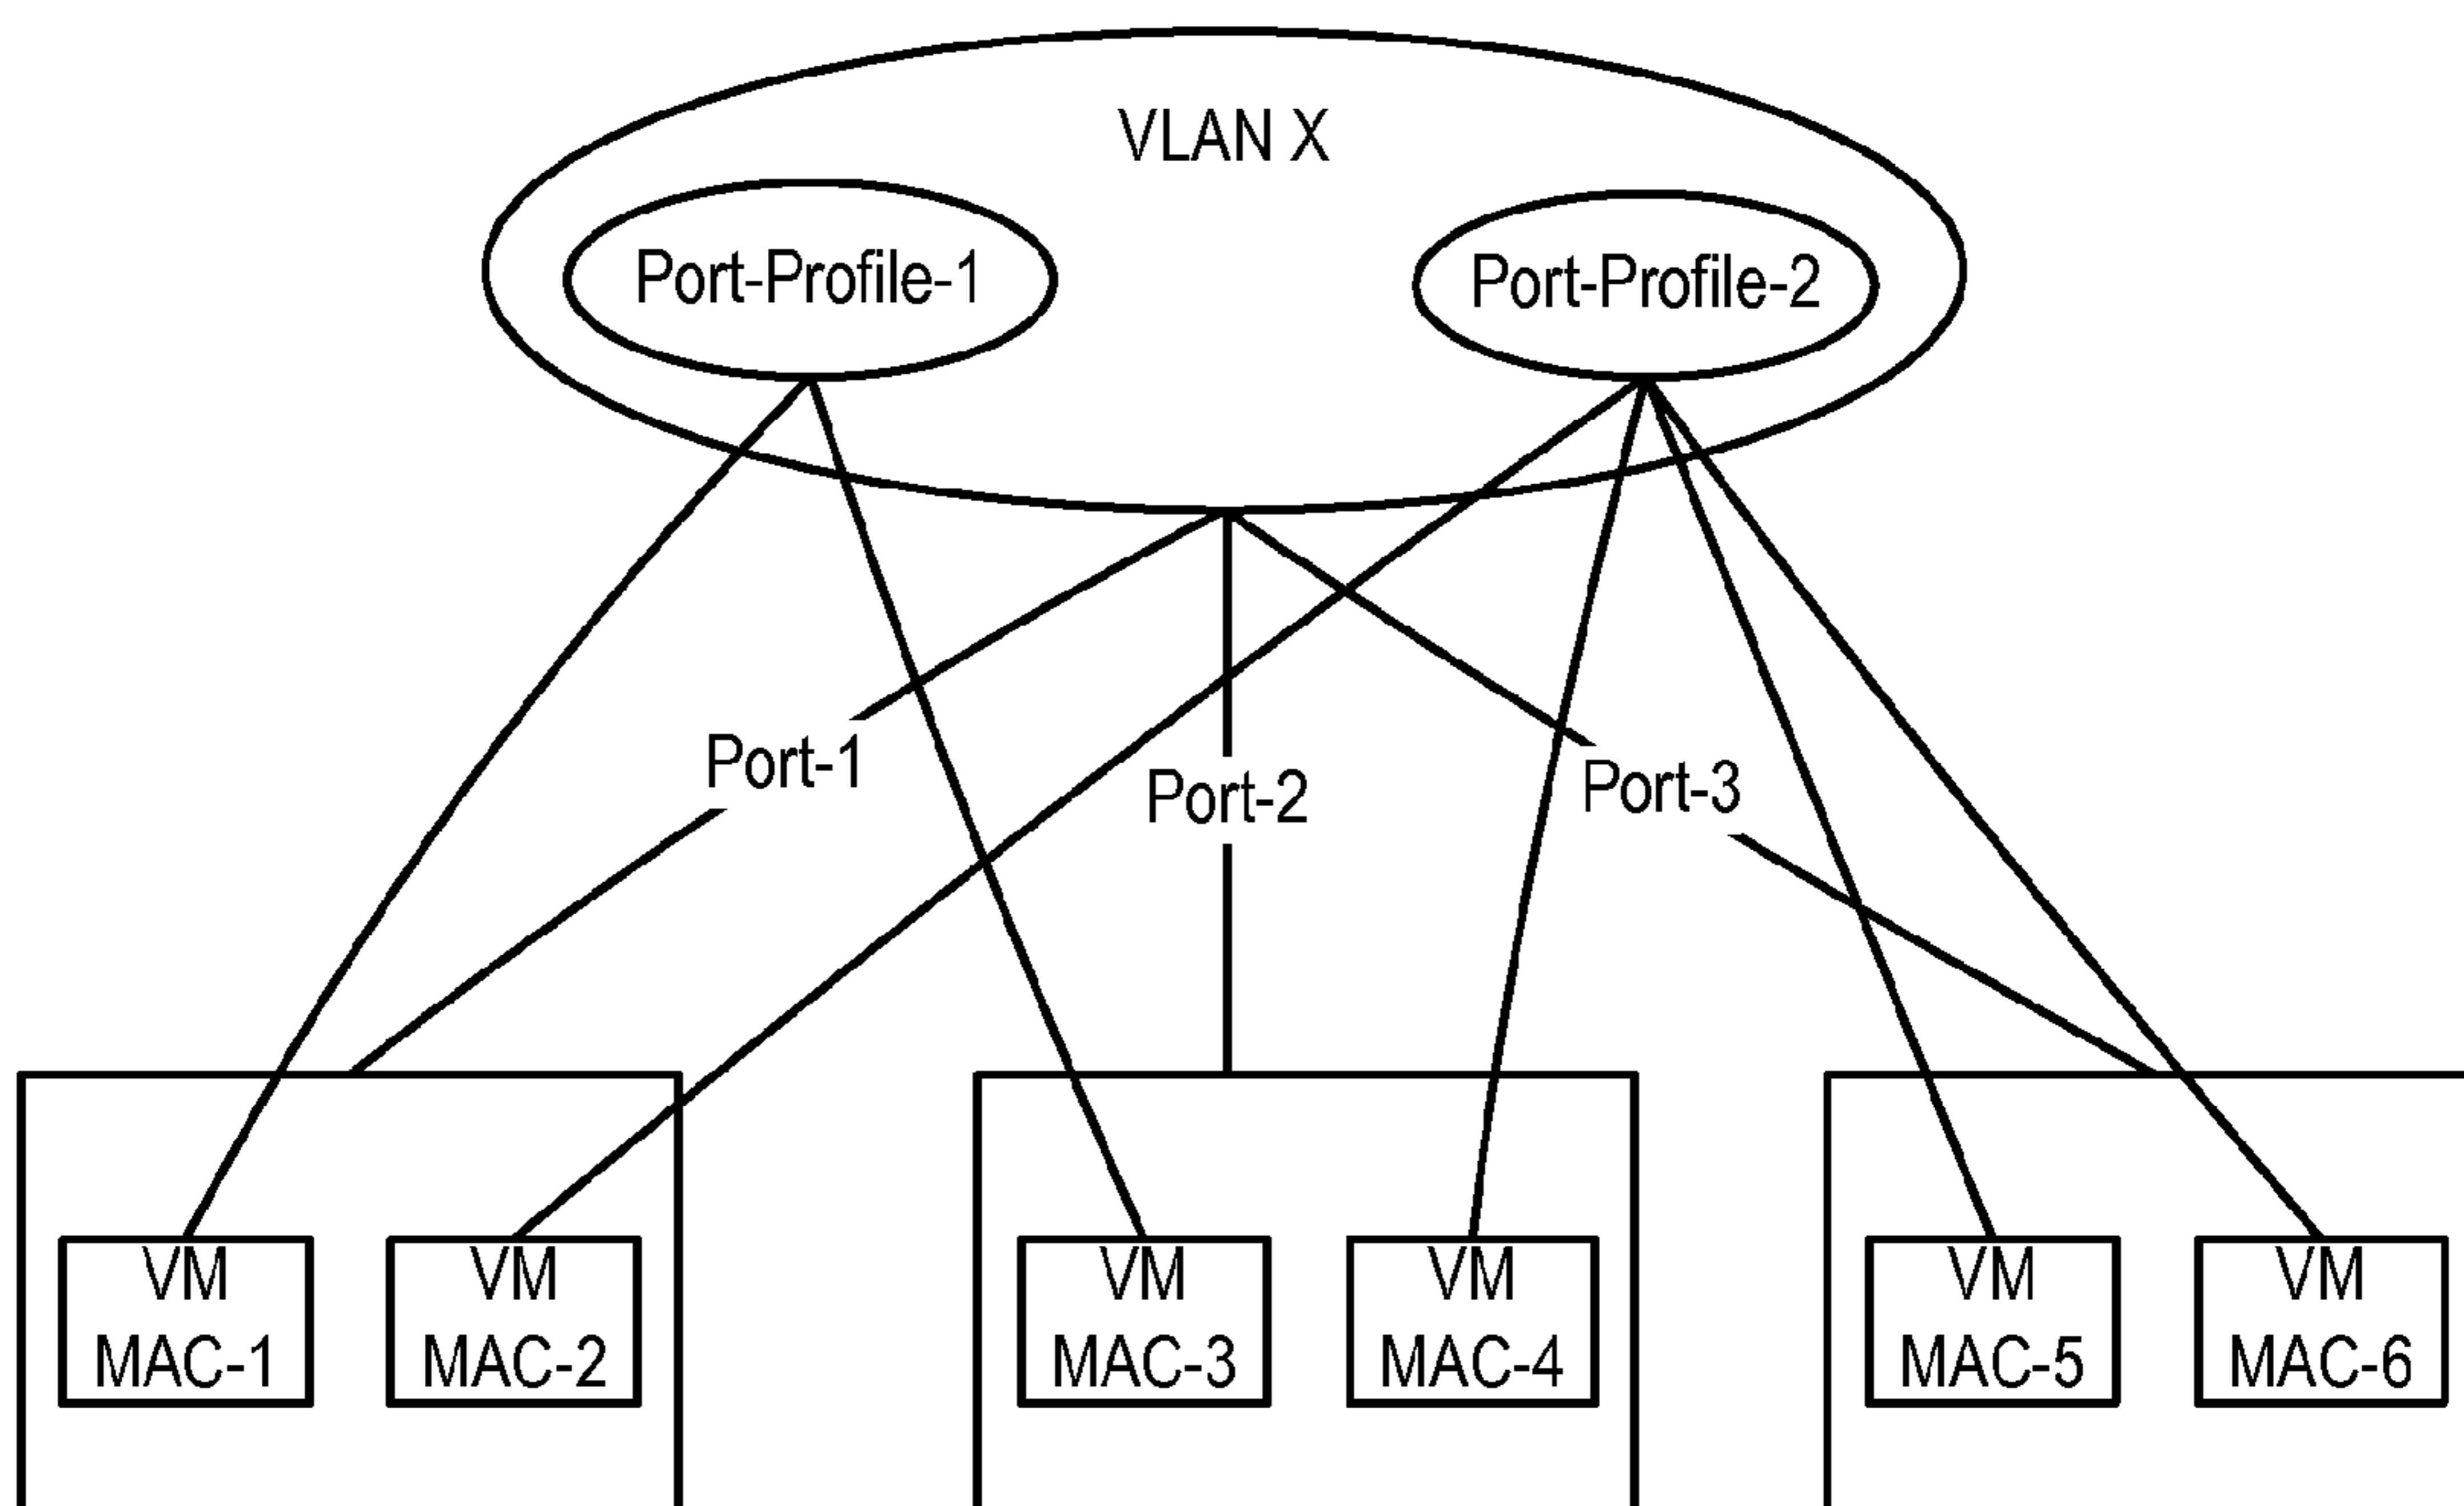 VLAN X
Port-Profile-1
Port-Profile-2
Port-1
Port-2
Port-3
VM
MAC-1
VM
MAC-2
VM
MAC-3
VM
MAC-4
VM
MAC-5
VM
MAC-6